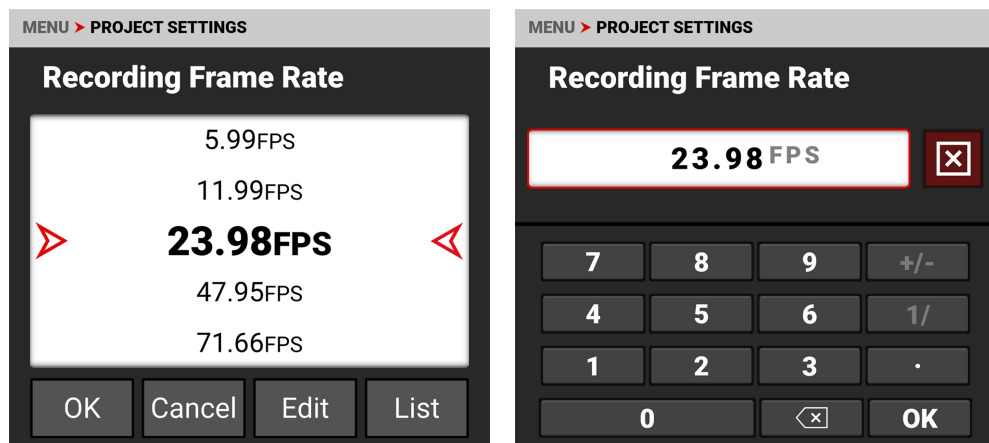 MENU ➤ PROJECT SETTINGS
Recording Frame Rate
5.99FPS
11.99FPS
23.98FPS
47.95FPS
71.66FPS
OK Cancel Edit List
MENU ➤ PROJECT SETTINGS
Recording Frame Rate
23.98 FPS
7 8 9 +/-
4 5 6 1/
1 2 3 .
0 OK